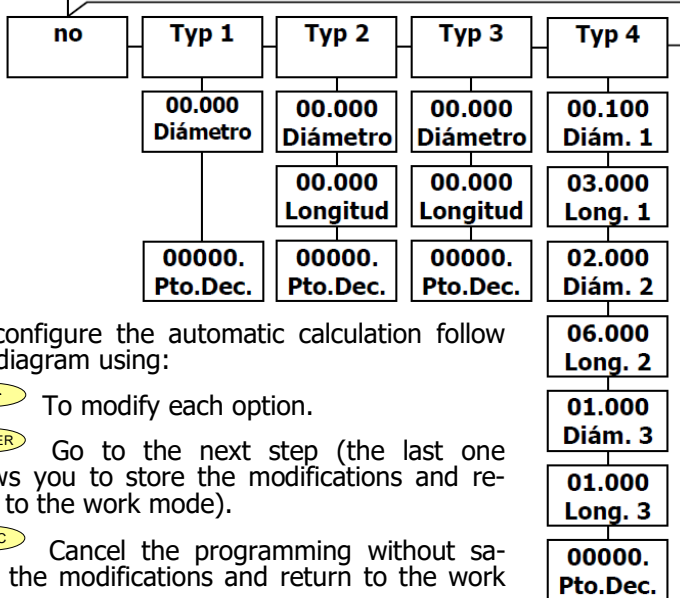 no
Typ 1
Typ 2
Typ 3
Typ 4
00.000
Diámetro
00.000
Diámetro
00.000
Diámetro
00.100
Diám. 1
00.000
Longitud
00.000
Longitud
03.000
Long. 1
00000.
Pto.Dec.
00000.
Pto.Dec.
00000.
Pto.Dec.
02.000
Diám. 2
06.000
Long. 2
01.000
Diám. 3
01.000
Long. 3
00000.
Pto.Dec.
configure the automatic calculation follow
diagram using:
To modify each option.
Go to the next step (the last one
you to store the modifications and re-
to the work mode).
Cancel the programming without sa-
the modifications and return to the work